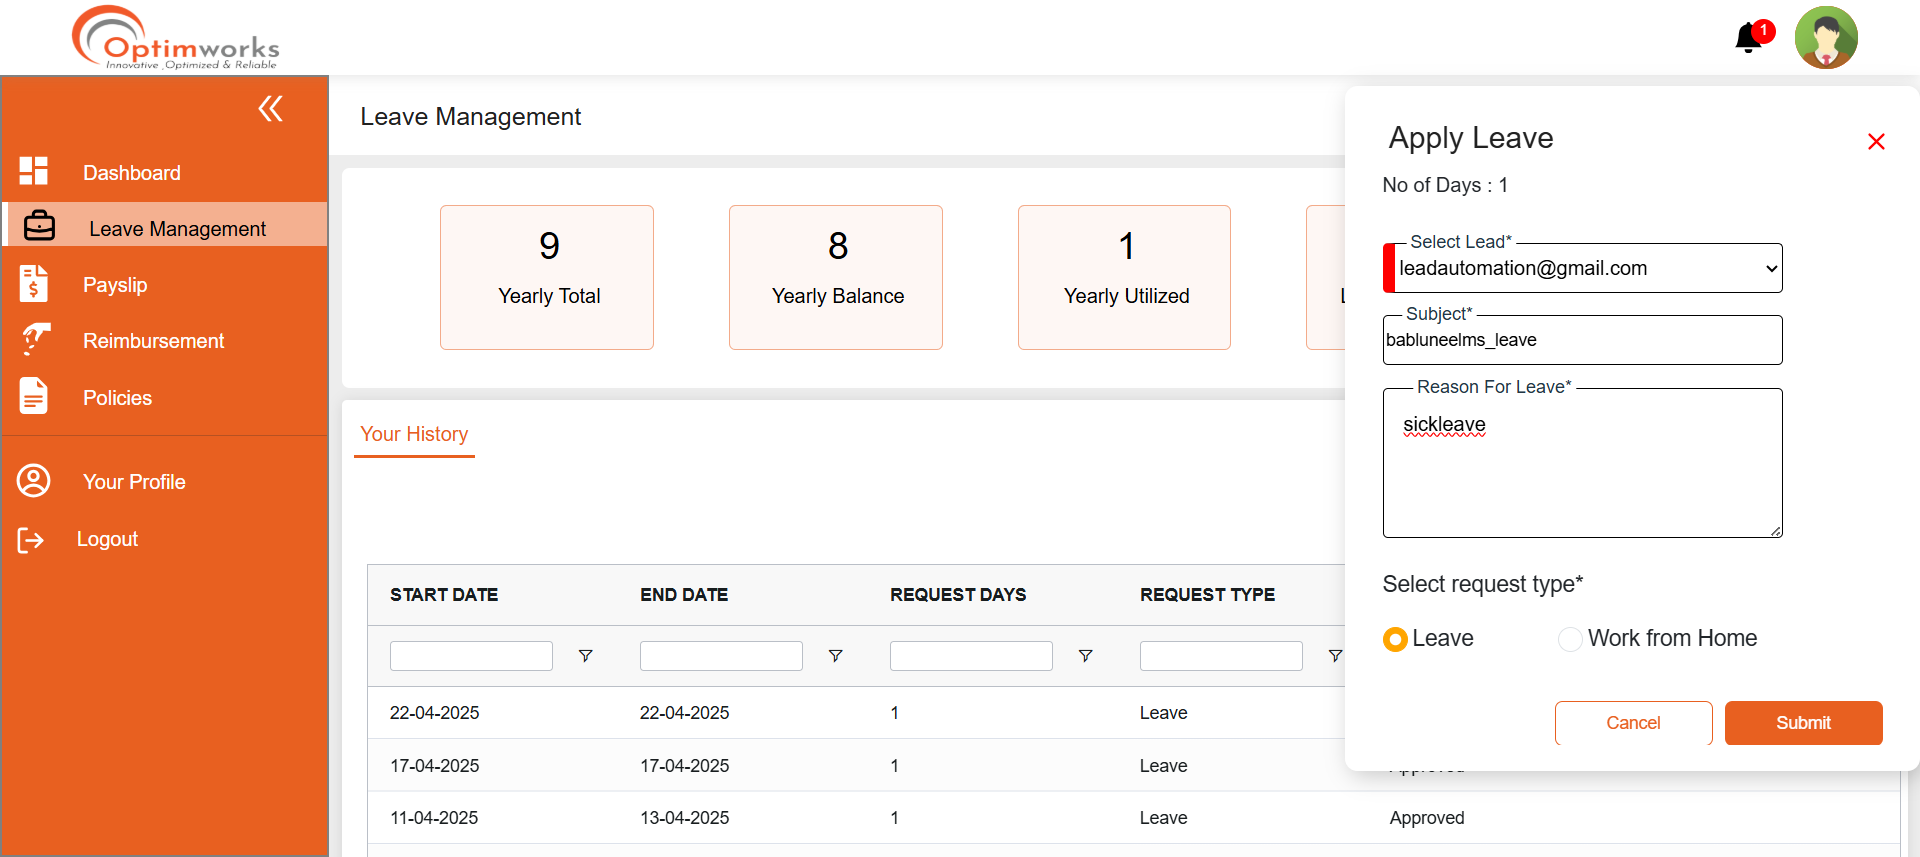 Optimworks
Innovative ,Optimized & Reliable
1
Dashboard
Leave Management
Payslip
Reimbursement
Policies
Your Profile
Logout
Leave Management
9
Yearly Total
8
Yearly Balance
1
Yearly Utilized
Your History
START DATE END DATE REQUEST DAYS REQUEST TYPE
22-04-2025 22-04-2025 1 Leave
17-04-2025 17-04-2025 1 Leave Approved
11-04-2025 13-04-2025 1 Leave Approved
Apply Leave
No of Days : 1
Select Lead*
leadautomation@gmail.com
Subject*
babluneelms_leave
Reason For Leave*
sickleave
Select request type*
Leave Work from Home
Cancel Submit